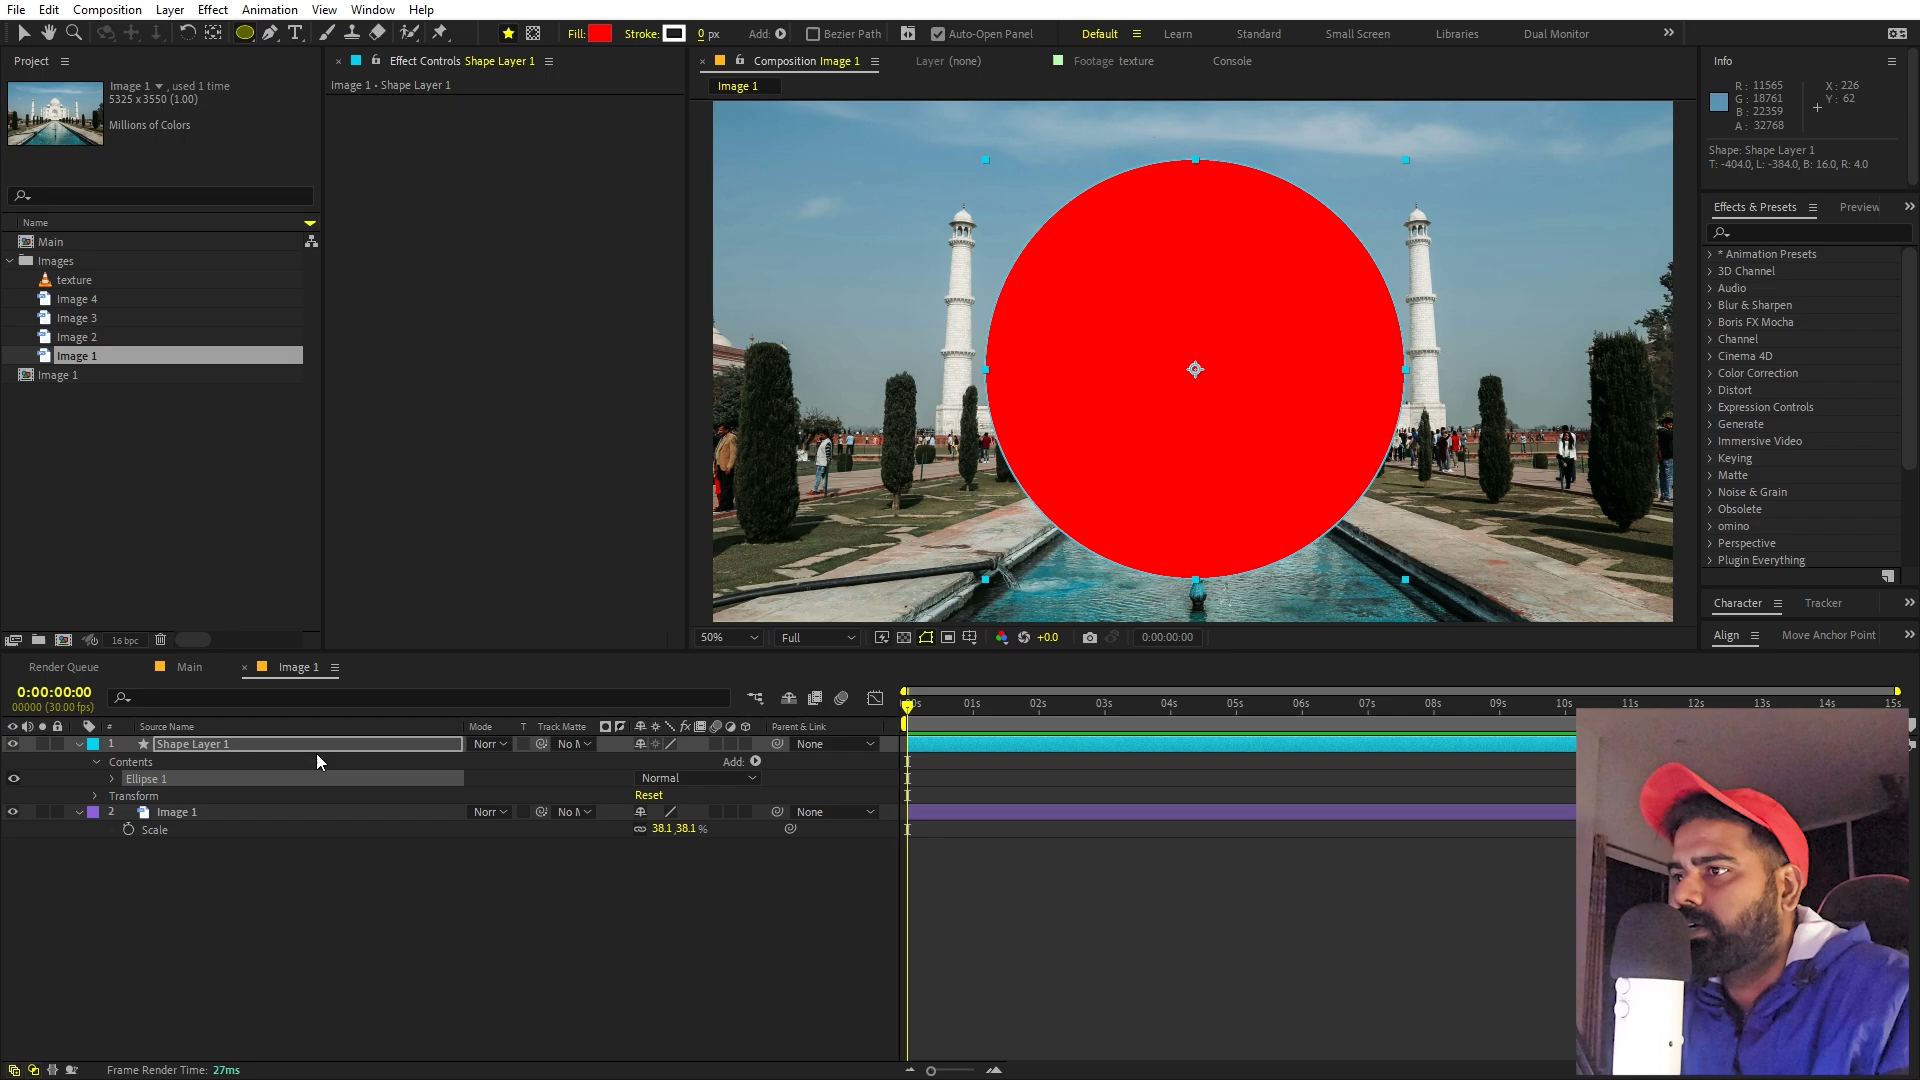 File Edit Composition Layer Effect Animation View Window Help
Fill: Stroke: 0 px Add: Bezier Path Auto-Open Panel Default Learn Standard Small Screen Libraries Dual Monitor
Project
Image 1 , used 1 time
5325 x 3550 (1.00)
Millions of Colors
Name
Main
Images
texture
Image 4
Image 3
Image 2
Image 1
Image 1
16 bpc
Effect Controls Shape Layer 1
Image 1 • Shape Layer 1
Composition Image 1 Layer (none) Footage texture Console
Image 1
50% Full +0.0 0:00:00:00
Info
R: 11565 X: 226
G: 18761 Y: 62
B: 22359
A: 32768
Shape: Shape Layer 1
T: -404.0, L: -384.0, B: 16.0, R: 4.0
Effects & Presets Preview
* Animation Presets
3D Channel
Audio
Blur & Sharpen
Boris FX Mocha
Channel
Cinema 4D
Color Correction
Distort
Expression Controls
Generate
Immersive Video
Keying
Matte
Noise & Grain
Obsolete
omino
Perspective
Plugin Everything
Character Tracker
Align Move Anchor Point
Render Queue Main Image 1
0:00:00:00
00000 (30.00 fps)
# Source Name Mode T Track Matte fx Parent & Link
1 Shape Layer 1 Norr No M None
Contents Add:
Ellipse 1 Normal
Transform Reset
2 Image 1 Norr No M None
Scale 38.1,38.1 %
00s 01s 02s 03s 04s 05s 06s 07s 08s 09s 10s 11s 12s 13s 14s 15s
Frame Render Time: 27ms